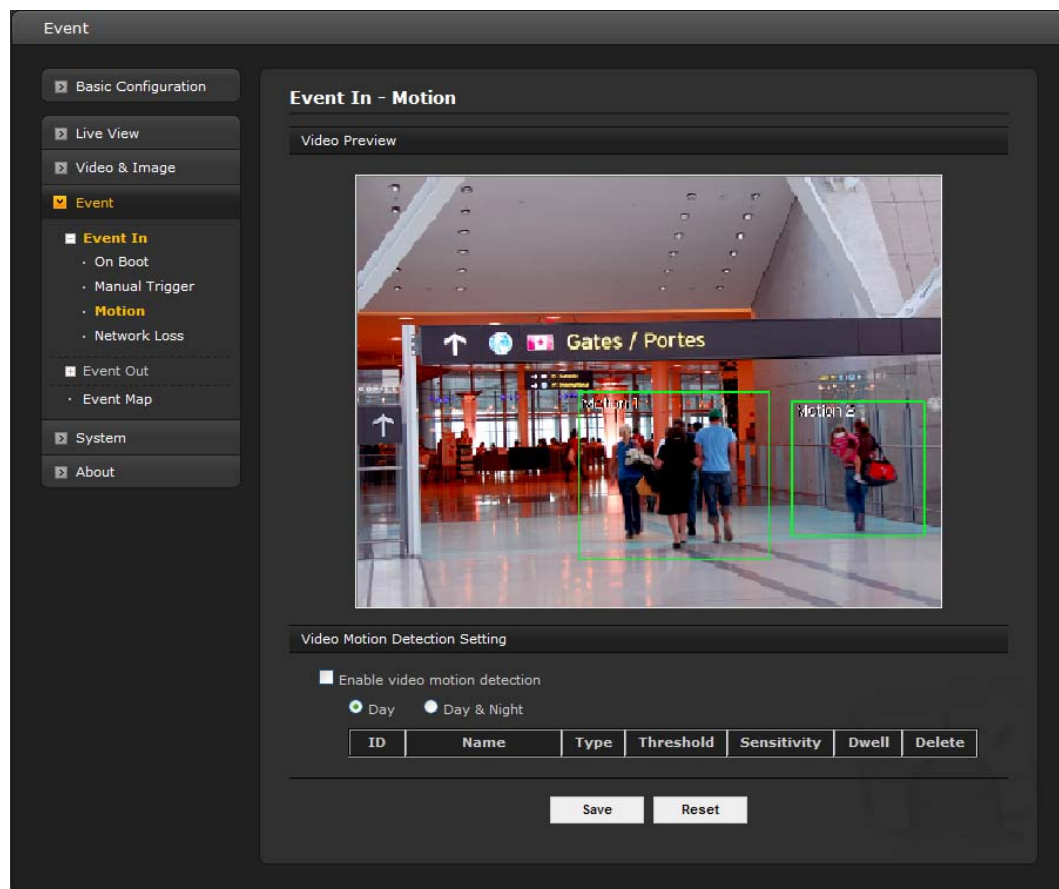 Event
Basic Configuration
Live View
Video & Image
Event
Event In
· On Boot
· Manual Trigger
· Motion
· Network Loss
Event Out
· Event Map
System
About
Event In - Motion
Video Preview
Gates / Portes
Motion 1
Motion 2
Video Motion Detection Setting
Enable video motion detection
Day Day & Night
ID Name Type Threshold Sensitivity Dwell Delete
Save Reset